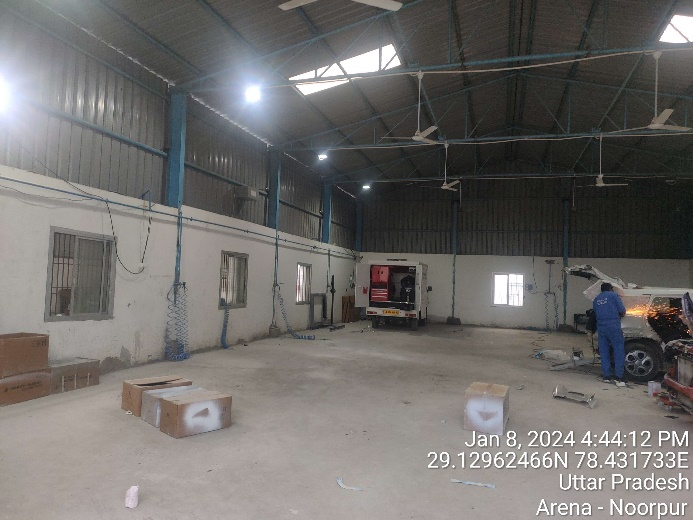 Jan 8, 2024 4:44:12 PM
29.12962466N 78.431733E
Uttar Pradesh
Arena - Noorpur